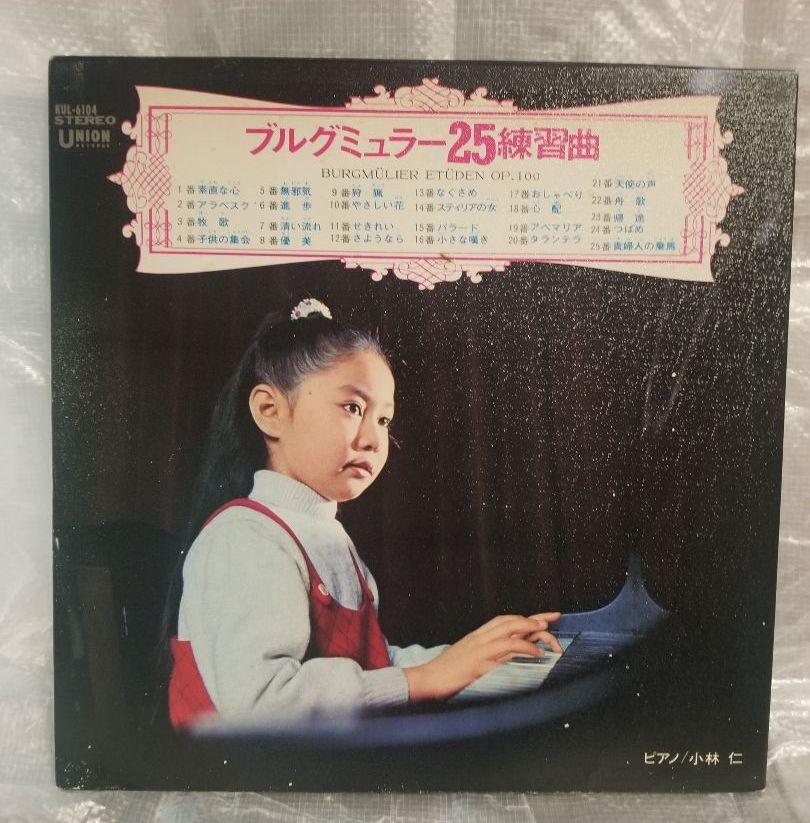 KUL-6104
STEREO
UNION
RECORDS
ブルグミュラー25練習曲
BURGMÜLLER ETÜDEN OP.100
1番 素直な心
2番 アラベスク
3番 牧歌
4番 子供の集会
5番 無邪気
6番 進歩
7番 清い流れ
8番 優美
9番 狩猟
10番 やさしい花
11番 せきれい
12番 さようなら
13番 なぐさめ
14番 スティリアの女
15番 バラード
16番 小さな嘆き
17番 おしゃべり
18番 心配
19番 アベマリア
20番 タランテラ
21番 天使の声
22番 舟歌
23番 帰途
24番 つばめ
25番 貴婦人の乗馬
ピアノ/小林 仁